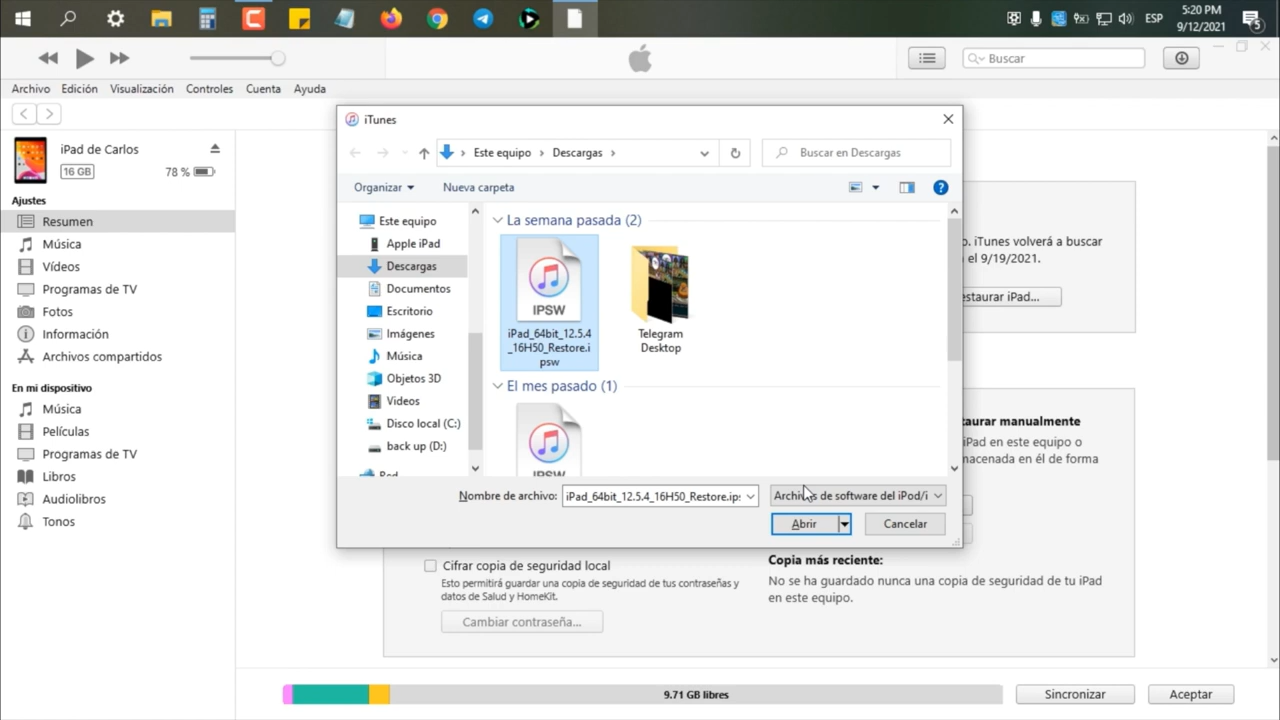 5:20 PM
ESP
9/12/2021
5
Buscar
Archivo Edición Visualización Controles Cuenta Ayuda
iPad de Carlos
16 GB
78 %
Ajustes
Resumen
Música
Vídeos
Programas de TV
Fotos
Información
Archivos compartidos
En mi dispositivo
Música
Películas
Programas de TV
Libros
Audiolibros
Tonos
iTunes
Este equipo
Descargas
Buscar en Descargas
Organizar
Nueva carpeta
Este equipo
Apple iPad
Descargas
Documentos
Escritorio
Imágenes
Música
Objetos 3D
Videos
Disco local (C:)
back up (D:)
Red
La semana pasada (2)
IPSW
iPad_64bit_12.5.4
_16H50_Restore.i
psw
Telegram
Desktop
El mes pasado (1)
IPSW
Nombre de archivo:
iPad_64bit_12.5.4_16H50_Restore.ips
Archivos de software del iPod/i
Abrir
Cancelar
o. iTunes volverá a buscar
el 9/19/2021.
estaurar iPad...
taurar manualmente
iPad en este equipo o
macenada en él de forma
Cifrar copia de seguridad local
Esto permitirá guardar una copia de seguridad de tus contraseñas y
datos de Salud y HomeKit.
Cambiar contraseña...
Copia más reciente:
No se ha guardado nunca una copia de seguridad de tu iPad
en este equipo.
9.71 GB libres
Sincronizar
Aceptar